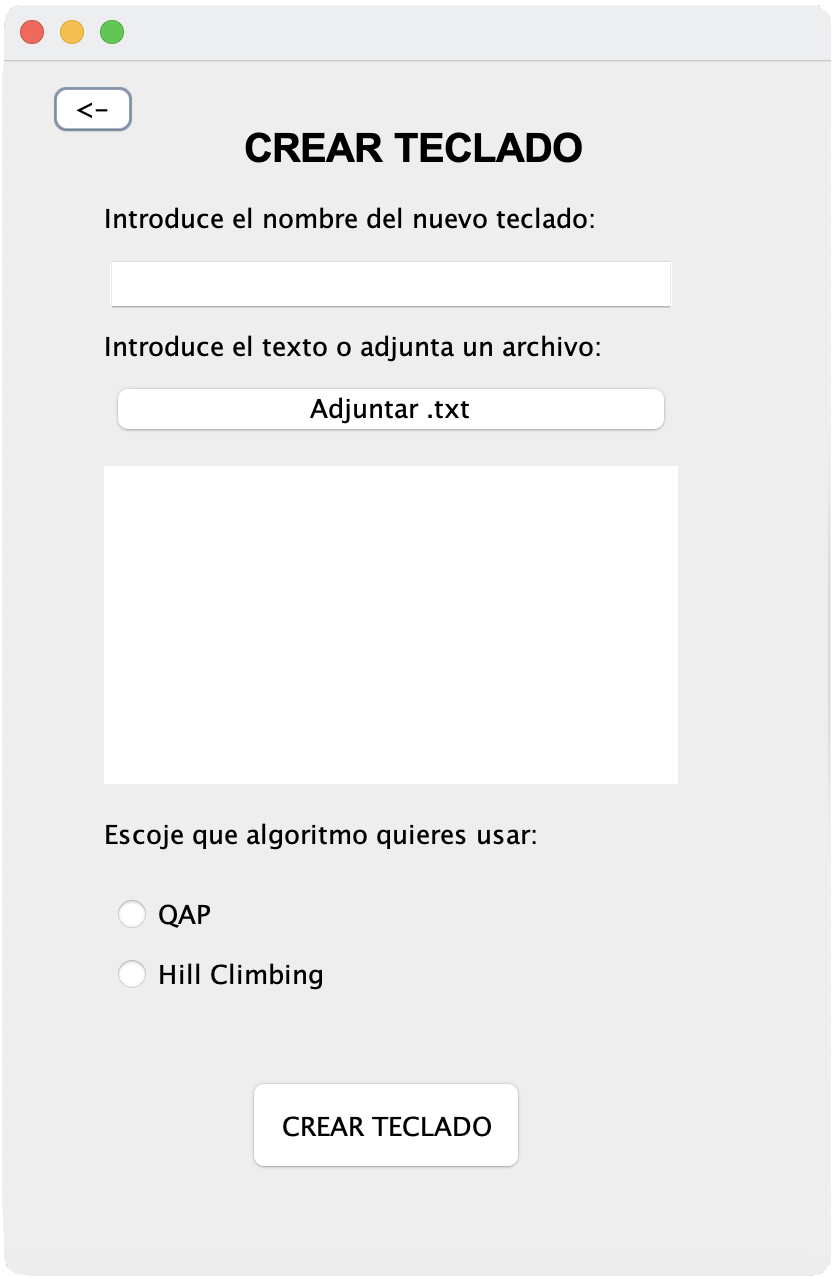 <-
CREAR TECLADO
Introduce el nombre del nuevo teclado:
Introduce el texto o adjunta un archivo:
Adjuntar .txt
Escoje que algoritmo quieres usar:
QAP
Hill Climbing
CREAR TECLADO